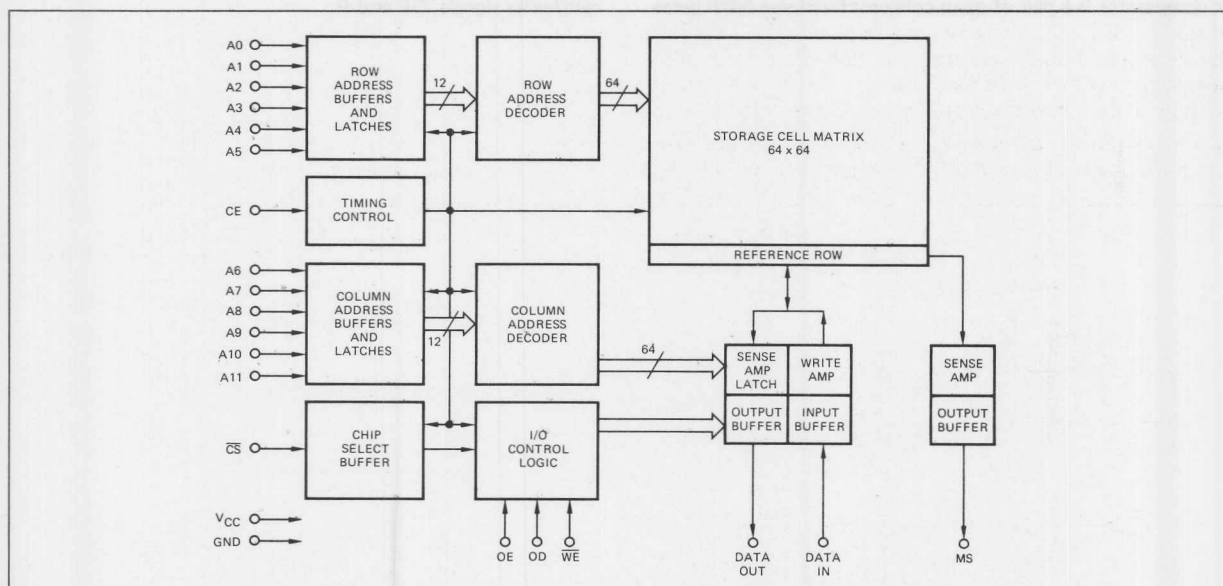 A0
A1
A2
A3
A4
A5
ROW
ADDRESS
BUFFERS
AND
LATCHES
12
ROW
ADDRESS
DECODER
64
STORAGE CELL MATRIX
64 x 64
REFERENCE ROW
CE
TIMING
CONTROL
A6
A7
A8
A9
A10
A11
COLUMN
ADDRESS
BUFFERS
AND
LATCHES
12
COLUMN
ADDRESS
DECODER
64
SENSE
AMP
LATCH
WRITE
AMP
OUTPUT
BUFFER
INPUT
BUFFER
SENSE
AMP
OUTPUT
BUFFER
CS
CHIP
SELECT
BUFFER
I/O
CONTROL
LOGIC
VCC
GND
OE
OD
WE
DATA
OUT
DATA
IN
MS